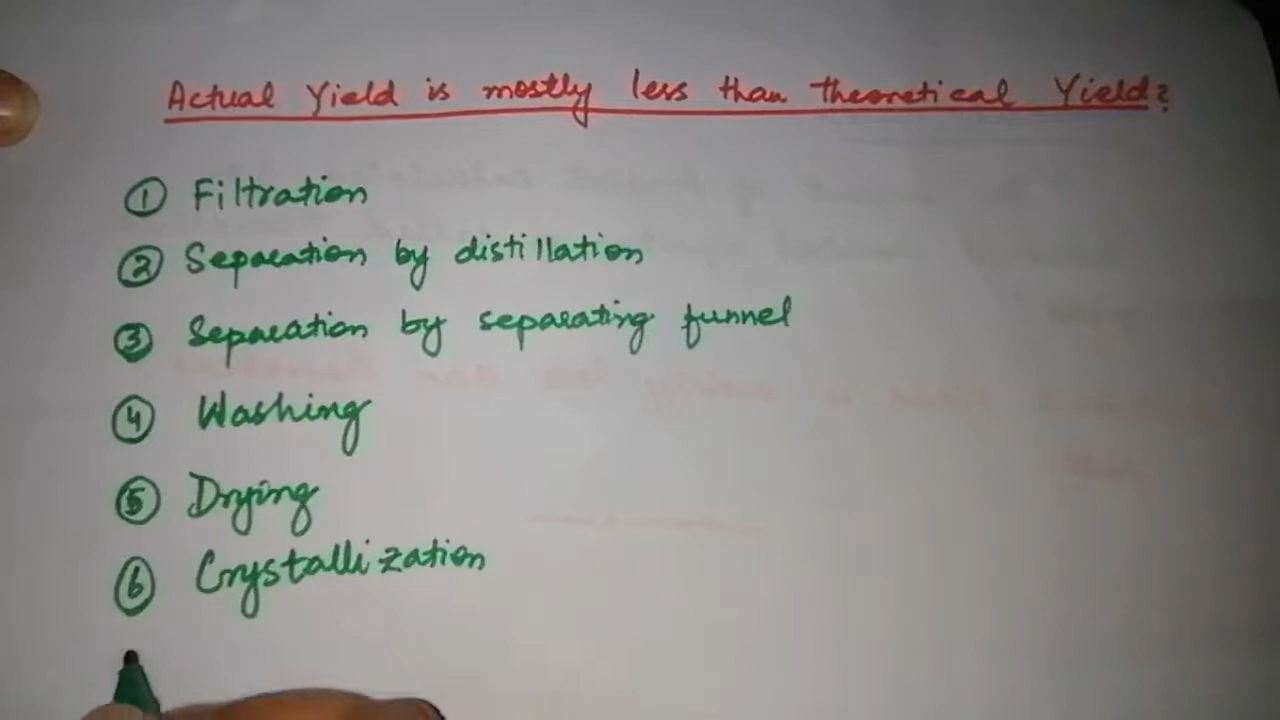 Actual Yield is mostly less than theoretical Yield?
① Filtration
② Separation by distillation
③ Separation by separating funnel
④ Washing
⑤ Drying
⑥ Crystallization